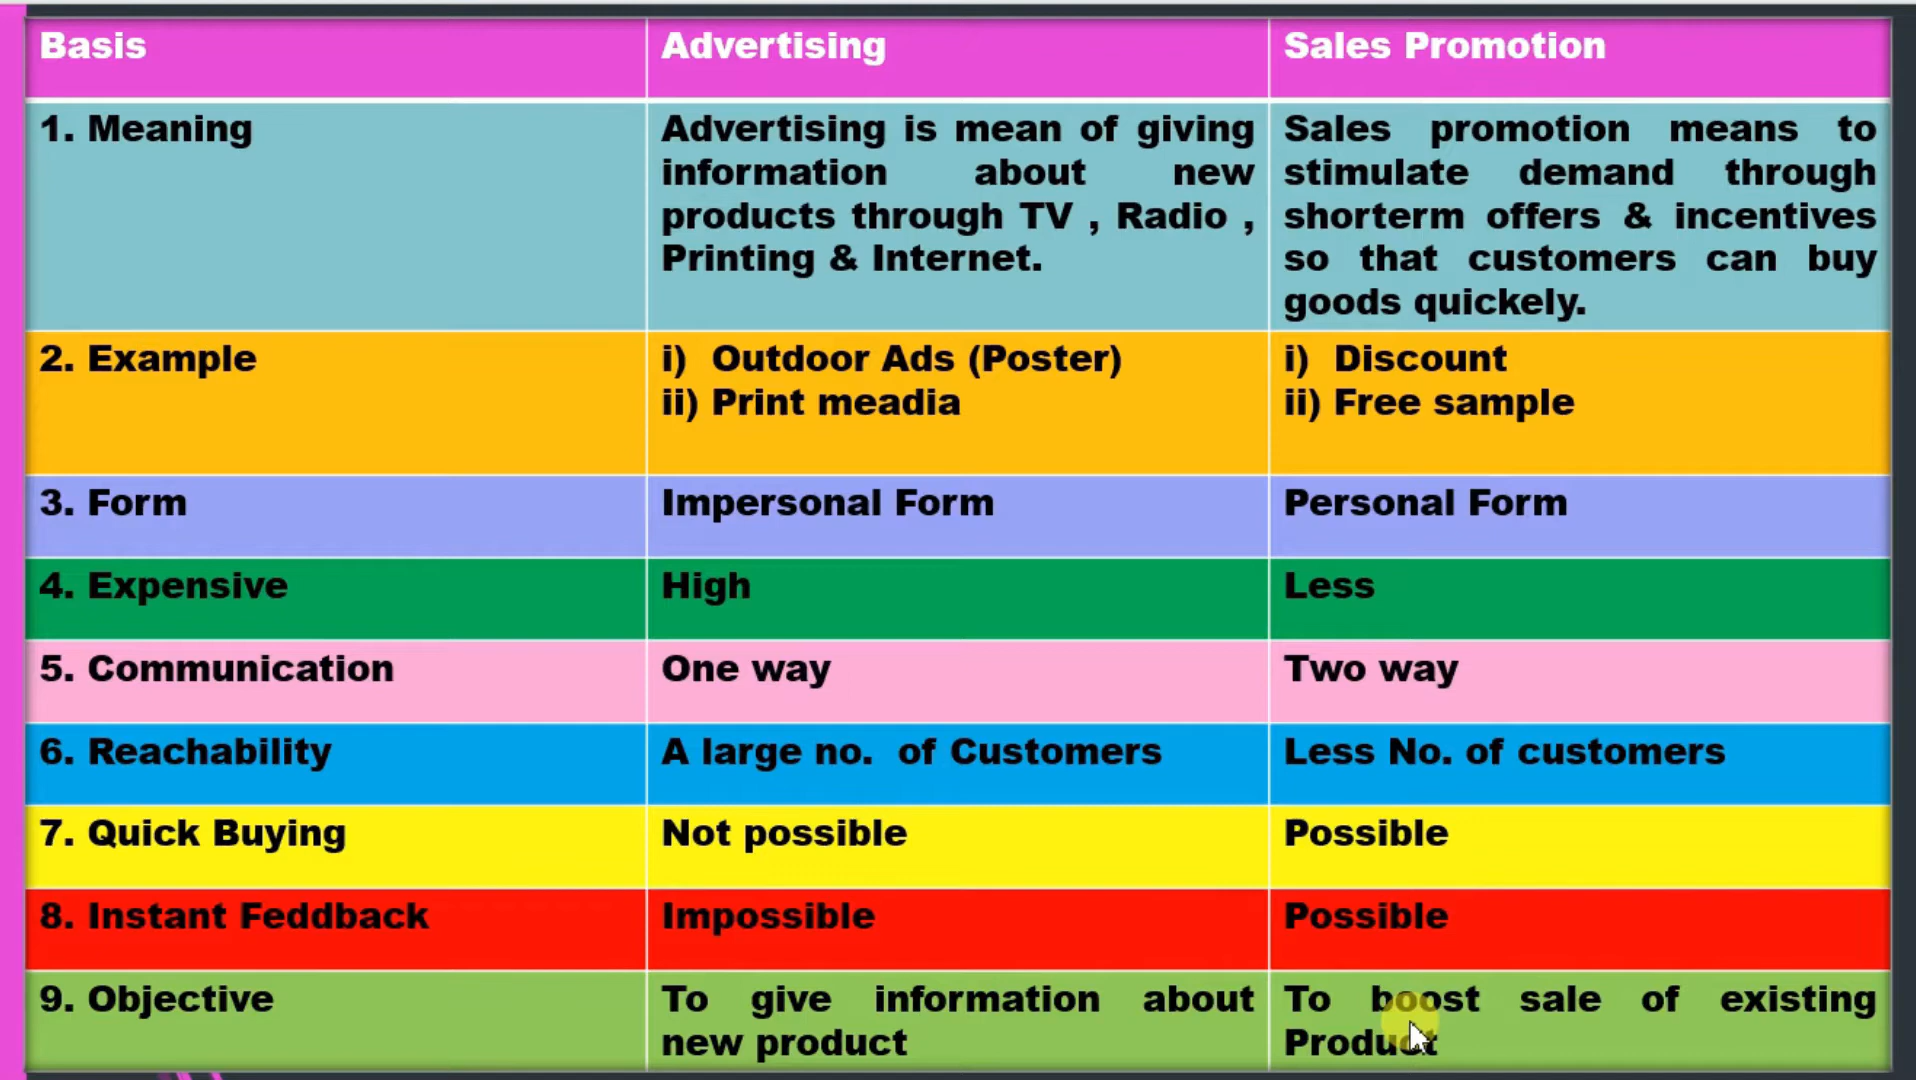 Basis
Advertising
Sales Promotion
1. Meaning
Advertising is mean of giving
information about new
products through TV , Radio ,
Printing & Internet.
Sales promotion means to
stimulate demand through
shorterm offers & incentives
so that customers can buy
goods quickely.
2. Example
i) Outdoor Ads (Poster)
ii) Print meadia
i) Discount
ii) Free sample
3. Form
Impersonal Form
Personal Form
4. Expensive
High
Less
5. Communication
One way
Two way
6. Reachability
A large no. of Customers
Less No. of customers
7. Quick Buying
Not possible
Possible
8. Instant Feddback
Impossible
Possible
9. Objective
To give information about
new product
To boost sale of existing
Product